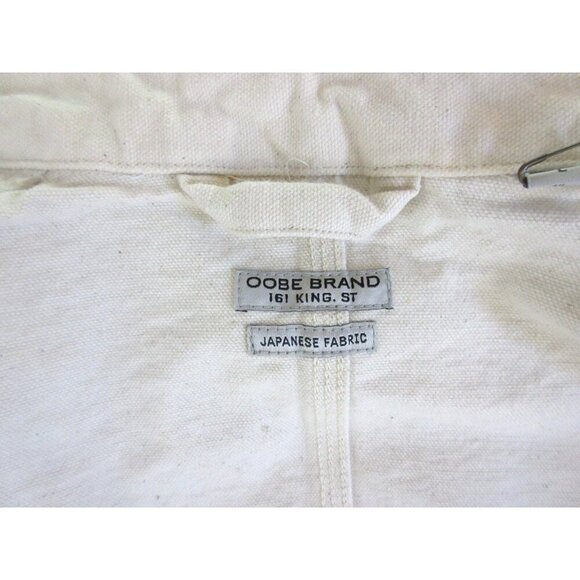 OOBE BRAND
161 KING. ST
JAPANESE FABRIC